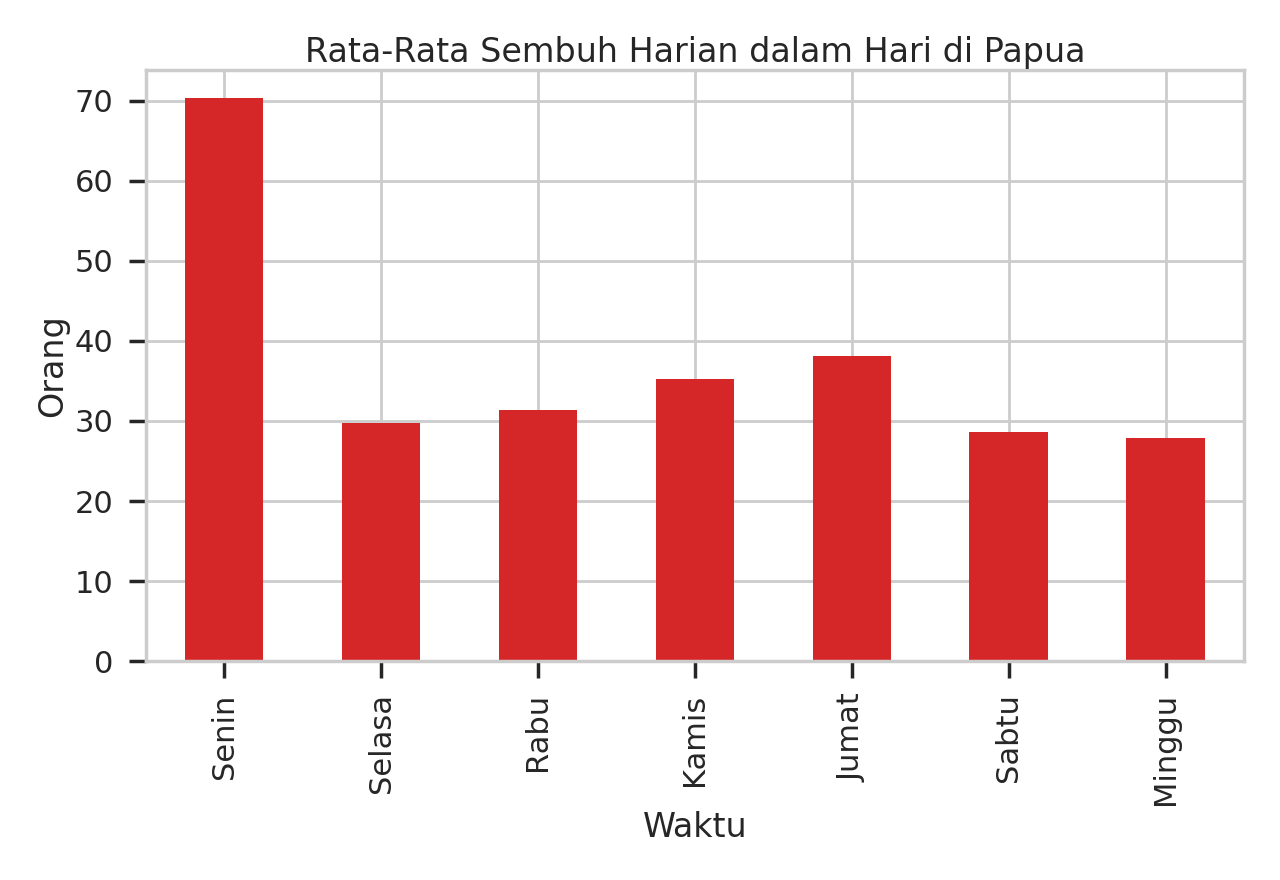 Rata-Rata Sembuh Harian dalam Hari di Papua
Orang
70
60
50
40
30
20
10
0
Senin
Selasa
Rabu
Kamis
Jumat
Sabtu
Minggu
Waktu